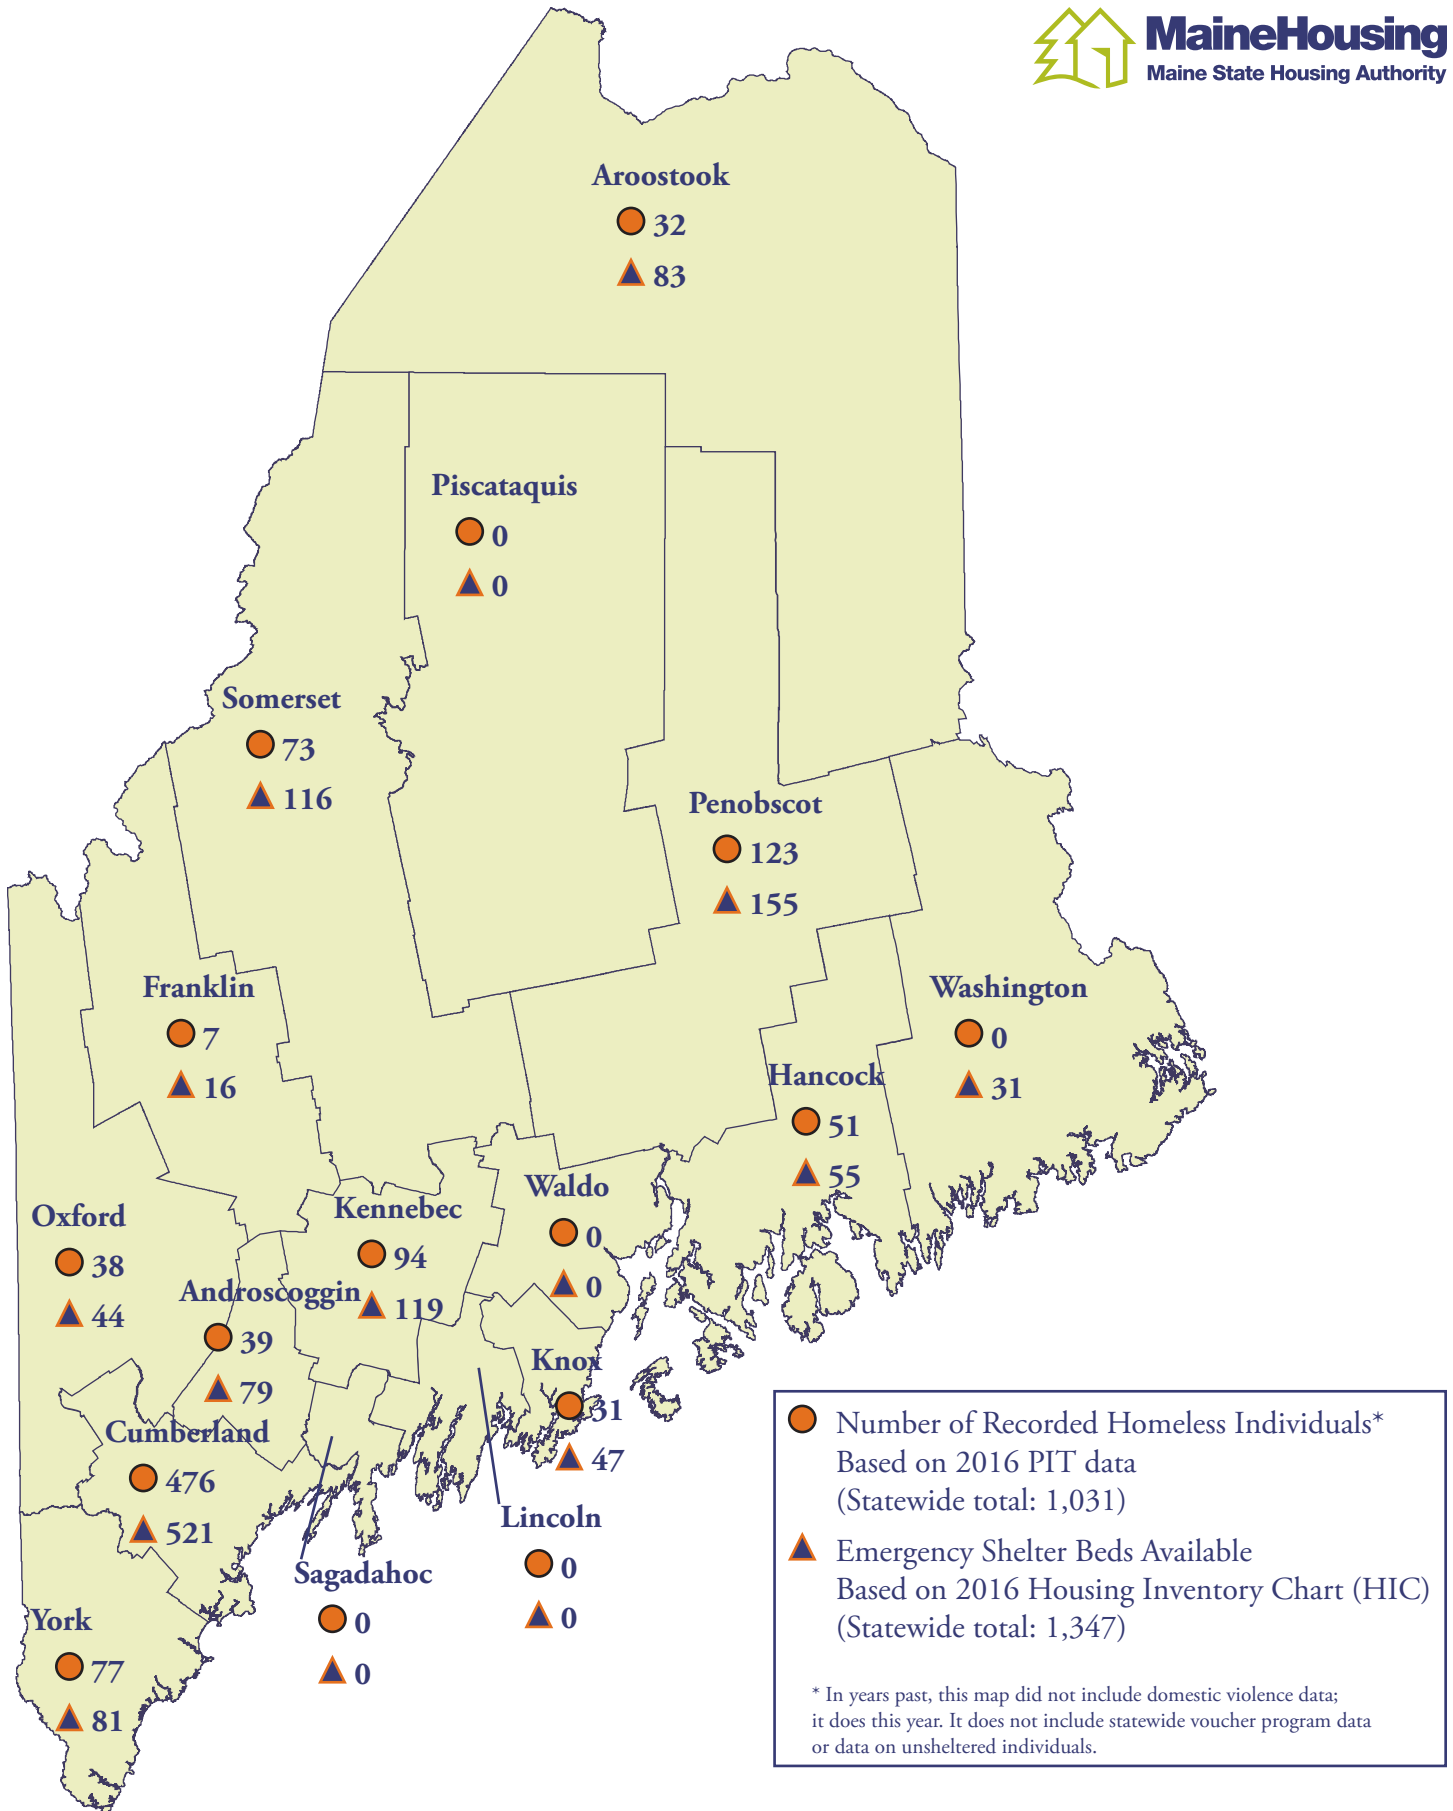 MaineHousing
Maine State Housing Authority
Aroostook
32
83
Piscataquis
0
0
Somerset
73
116
Penobscot
123
155
Franklin
7
16
Washington
0
31
Hancock
51
55
Waldo
0
0
Kennebec
94
119
Oxford
38
44
Androscoggin
39
79
Knox
31
47
Cumberland
476
521
Lincoln
0
0
Sagadahoc
0
0
York
77
81
Number of Recorded Homeless Individuals*
Based on 2016 PIT data
(Statewide total: 1,031)
Emergency Shelter Beds Available
Based on 2016 Housing Inventory Chart (HIC)
(Statewide total: 1,347)
* In years past, this map did not include domestic violence data;
it does this year. It does not include statewide voucher program data
or data on unsheltered individuals.